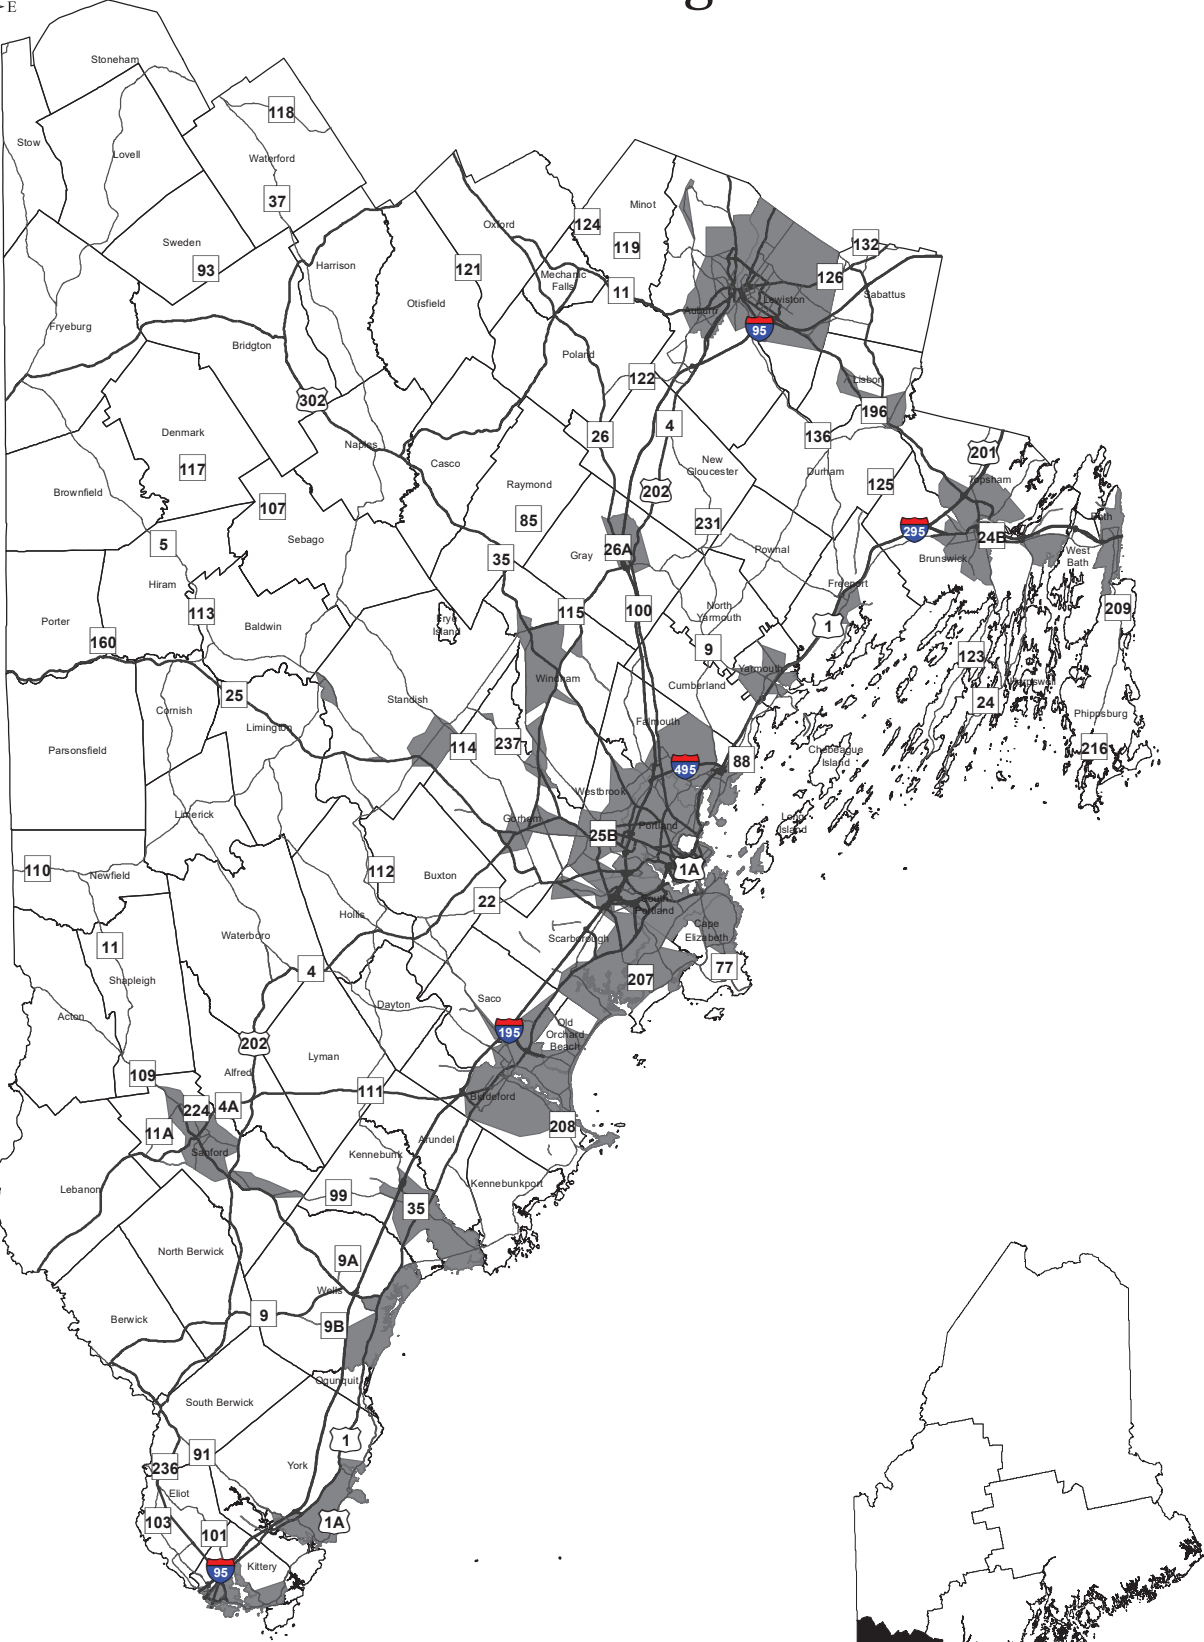 E
g
Stoneham
118
Stow
Lovell
Waterford
37
Sweden
93
Harrison
Oxford
124
Minot
119
132
126
Sabattus
121
Mechanic
Falls
11
Otisfield
Auburn
Lewiston
95
Fryeburg
Bridgton
Poland
122
Lisbon
302
196
26
4
136
201
Denmark
117
Naples
Casco
New
Gloucester
Durham
125
Topsham
Brownfield
107
Raymond
202
85
231
295
Bath
24B
5
Sebago
35
Gray
26A
Pownal
Brunswick
West
Bath
Hiram
113
Freeport
Porter
160
Baldwin
Frye
Island
115
100
North
Yarmouth
1
209
9
123
25
Windham
Yarmouth
Cumberland
Harpswell
Cornish
Standish
24
Limington
Falmouth
Phippsburg
Parsonsfield
114
237
88
Chebeague
Island
216
495
Westbrook
Limerick
Gorham
25B
Portland
Long
Island
110
Newfield
112
Buxton
1A
22
South
Portland
Hollis
Cape
Elizabeth
Waterboro
Scarborough
11
4
77
Shapleigh
207
Saco
Dayton
Acton
195
Old
Orchard
Beach
202
Lyman
109
Alfred
111
Biddeford
224
4A
208
11A
Arundel
Sanford
Kennebunk
Lebanon
99
Kennebunkport
35
North Berwick
9A
Wells
9
9B
Berwick
Ogunquit
South Berwick
1
91
236
York
Eliot
103
101
1A
95
Kittery